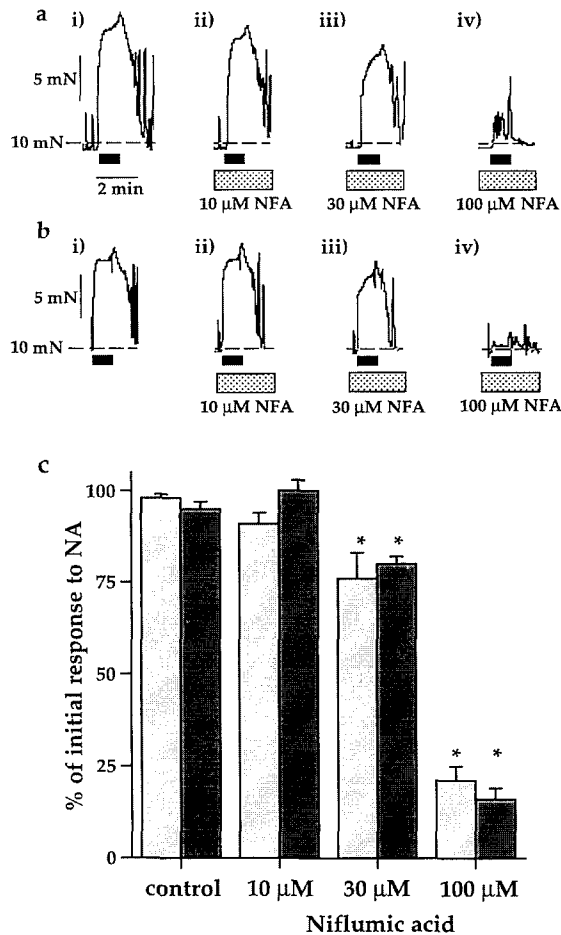 a i) ii) iii) iv)
5 mN
10 mN
2 min
10 μM NFA 30 μM NFA 100 μM NFA
b i) ii) iii) iv)
5 mN
10 mN
10 μM NFA 30 μM NFA 100 μM NFA
c
% of initial response to NA
100
75
50
25
0
* *
* *
control 10 μM 30 μM 100 μM
Niflumic acid